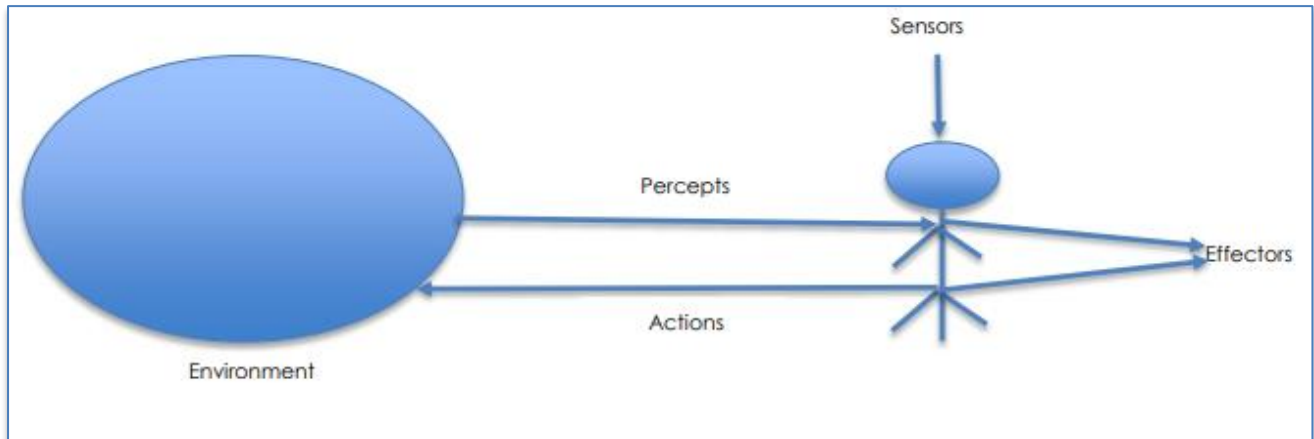 Sensors
Percepts
Effectors
Actions
Environment